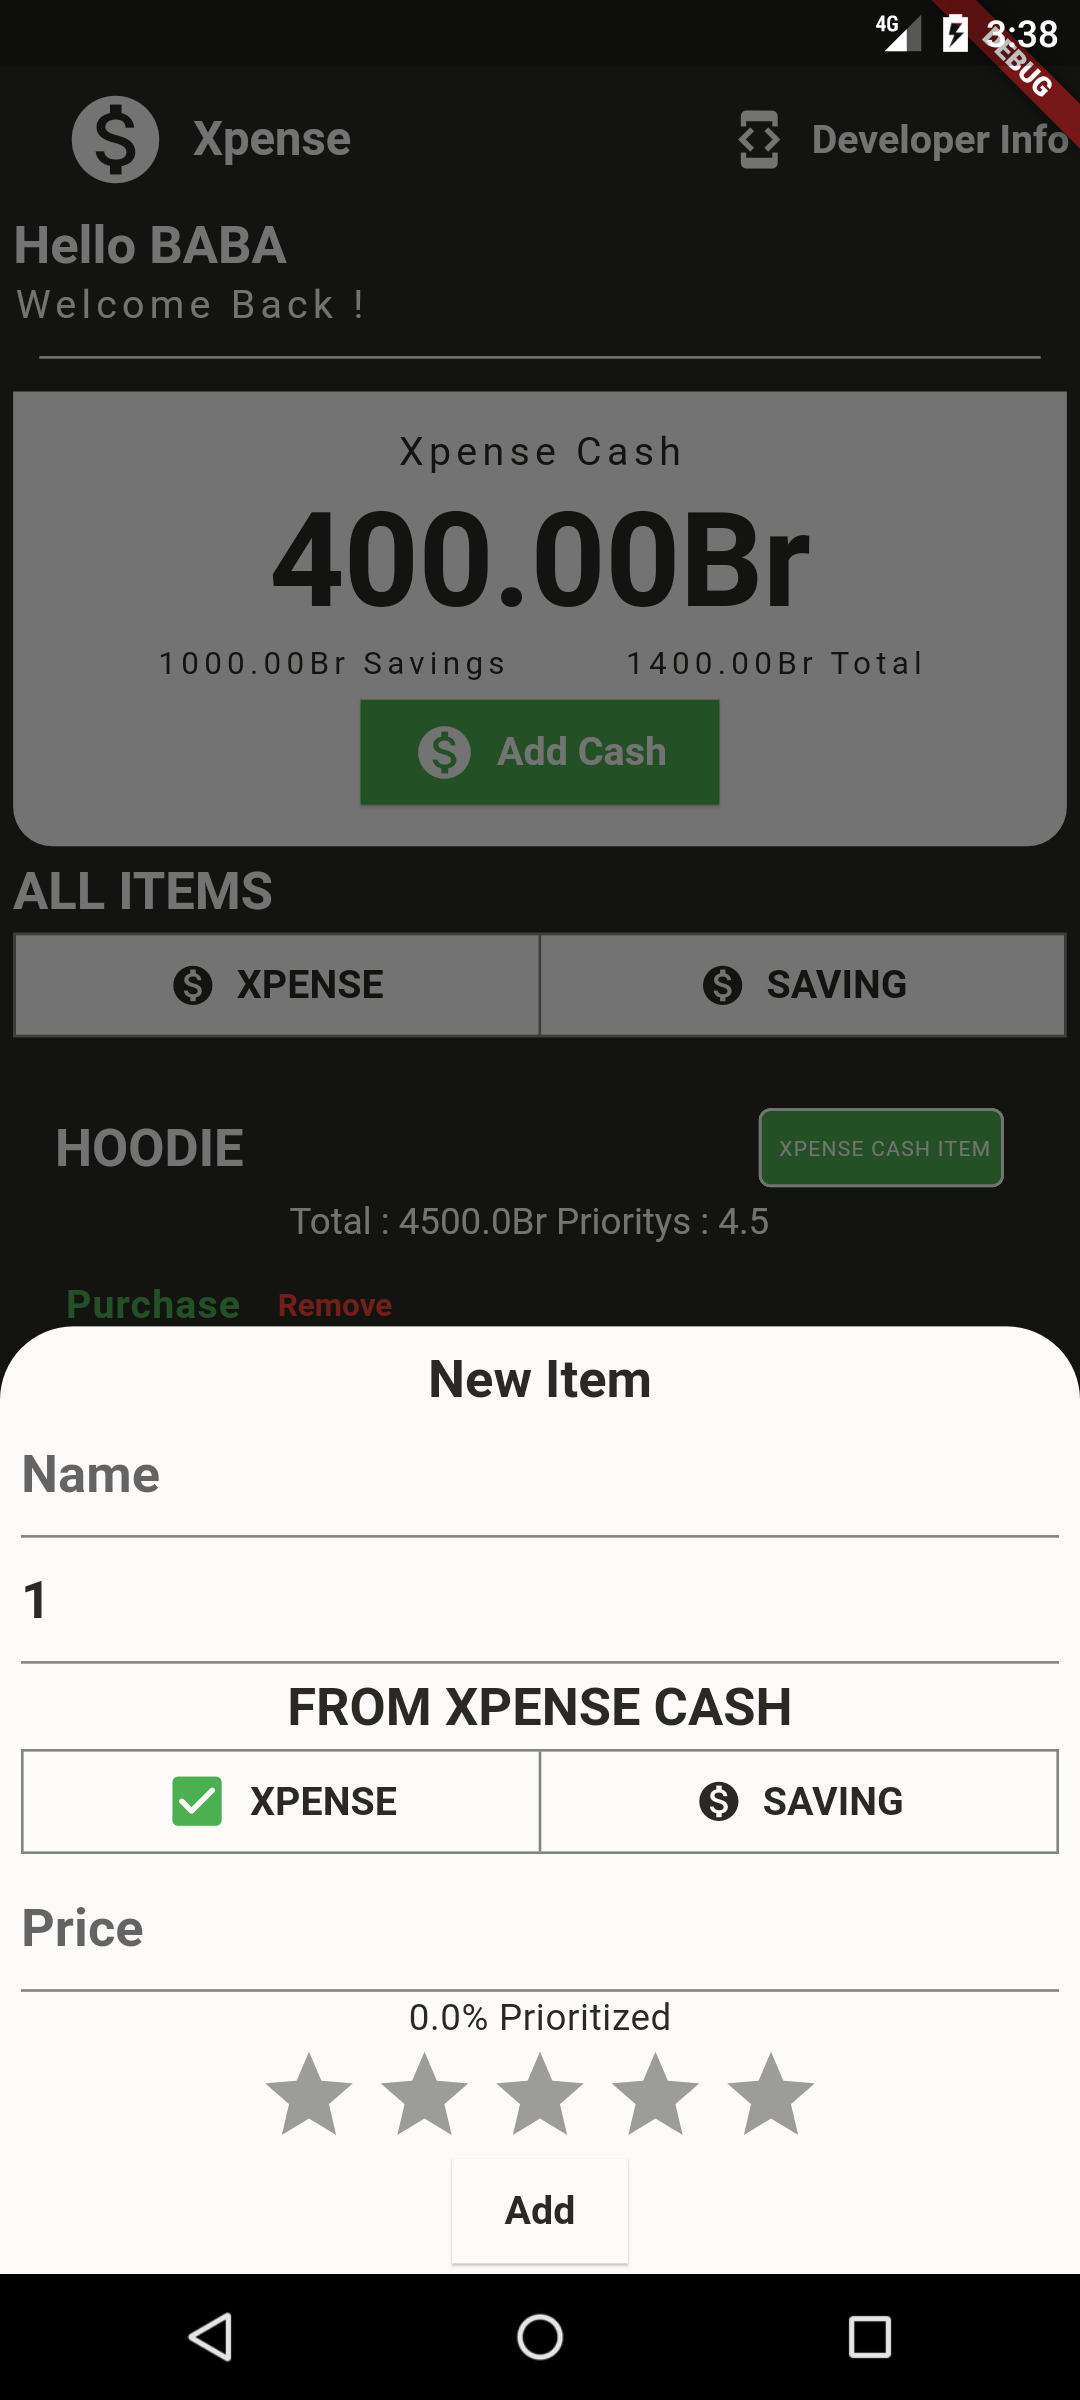 4G 3:38
DEBUG
Xpense Developer Info
Hello BABA
Welcome Back !
Xpense Cash
400.00Br
1000.00Br Savings 1400.00Br Total
Add Cash
ALL ITEMS
XPENSE SAVING
HOODIE XPENSE CASH ITEM
Total : 4500.0Br Prioritys : 4.5
Purchase Remove
New Item
Name
1
FROM XPENSE CASH
XPENSE SAVING
Price
0.0% Prioritized
Add